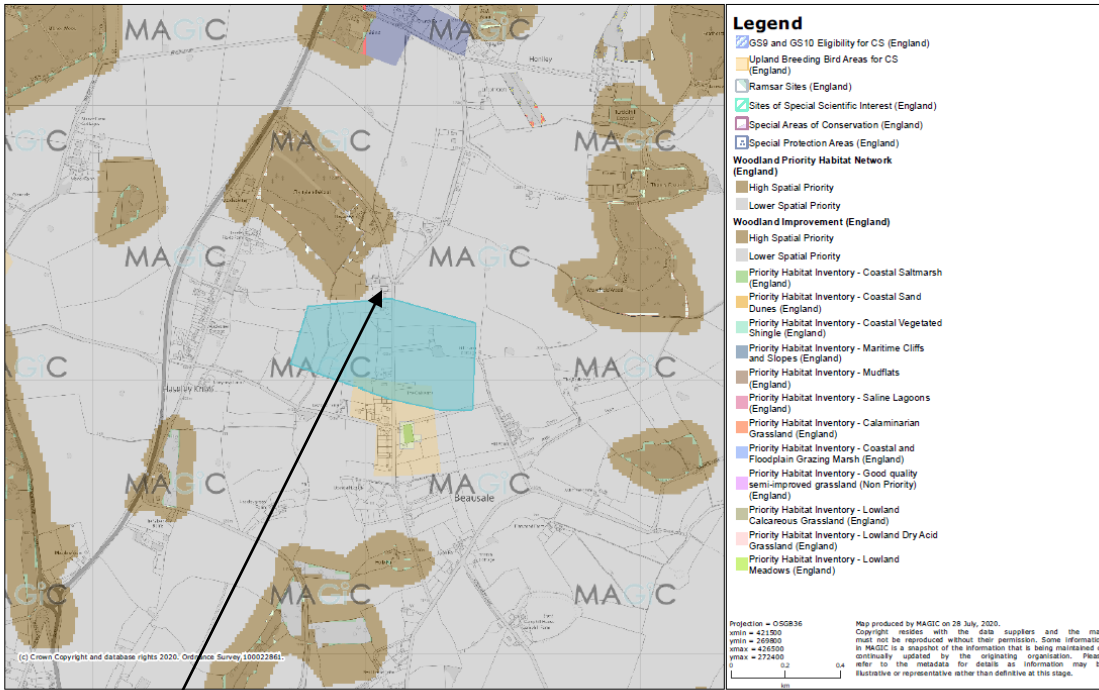 MAGiC MAGiC
MAGiC MAGiC MAGiC
MAGiC MAGiC
MAGiC MAGiC MAGiC
MAGiC MAGiC
MAGiC MAGiC MAGiC
Haseley Knob
Beausale
(c) Crown Copyright and database rights 2020. Ordnance Survey 100022861.
Legend
GS9 and GS10 Eligibility for CS (England)
Upland Breeding Bird Areas for CS
(England)
Ramsar Sites (England)
Sites of Special Scientific Interest (England)
Special Areas of Conservation (England)
Special Protection Areas (England)
Woodland Priority Habitat Network
(England)
High Spatial Priority
Lower Spatial Priority
Woodland Improvement (England)
High Spatial Priority
Lower Spatial Priority
Priority Habitat Inventory - Coastal Saltmarsh
(England)
Priority Habitat Inventory - Coastal Sand
Dunes (England)
Priority Habitat Inventory - Coastal Vegetated
Shingle (England)
Priority Habitat Inventory - Maritime Cliffs
and Slopes (England)
Priority Habitat Inventory - Mudflats
(England)
Priority Habitat Inventory - Saline Lagoons
(England)
Priority Habitat Inventory - Calaminarian
Grassland (England)
Priority Habitat Inventory - Coastal and
Floodplain Grazing Marsh (England)
Priority Habitat Inventory - Good quality
semi-improved grassland (Non Priority)
(England)
Priority Habitat Inventory - Lowland
Calcareous Grassland (England)
Priority Habitat Inventory - Lowland Dry Acid
Grassland (England)
Priority Habitat Inventory - Lowland
Meadows (England)
Projection = OSGB36
xmin = 421500
ymin = 269800
xmax = 426500
ymax = 272400
0 0.2 0.4
km
Map produced by MAGIC on 28 July, 2020.
Copyright resides with the data suppliers and the ma
must not be reproduced without their permission. Some informatio
in MAGIC is a snapshot of the information that is being maintained o
continually updated by the originating organisation. Pleas
refer to the metadata for details as information may b
illustrative or representative rather than definitive at this stage.